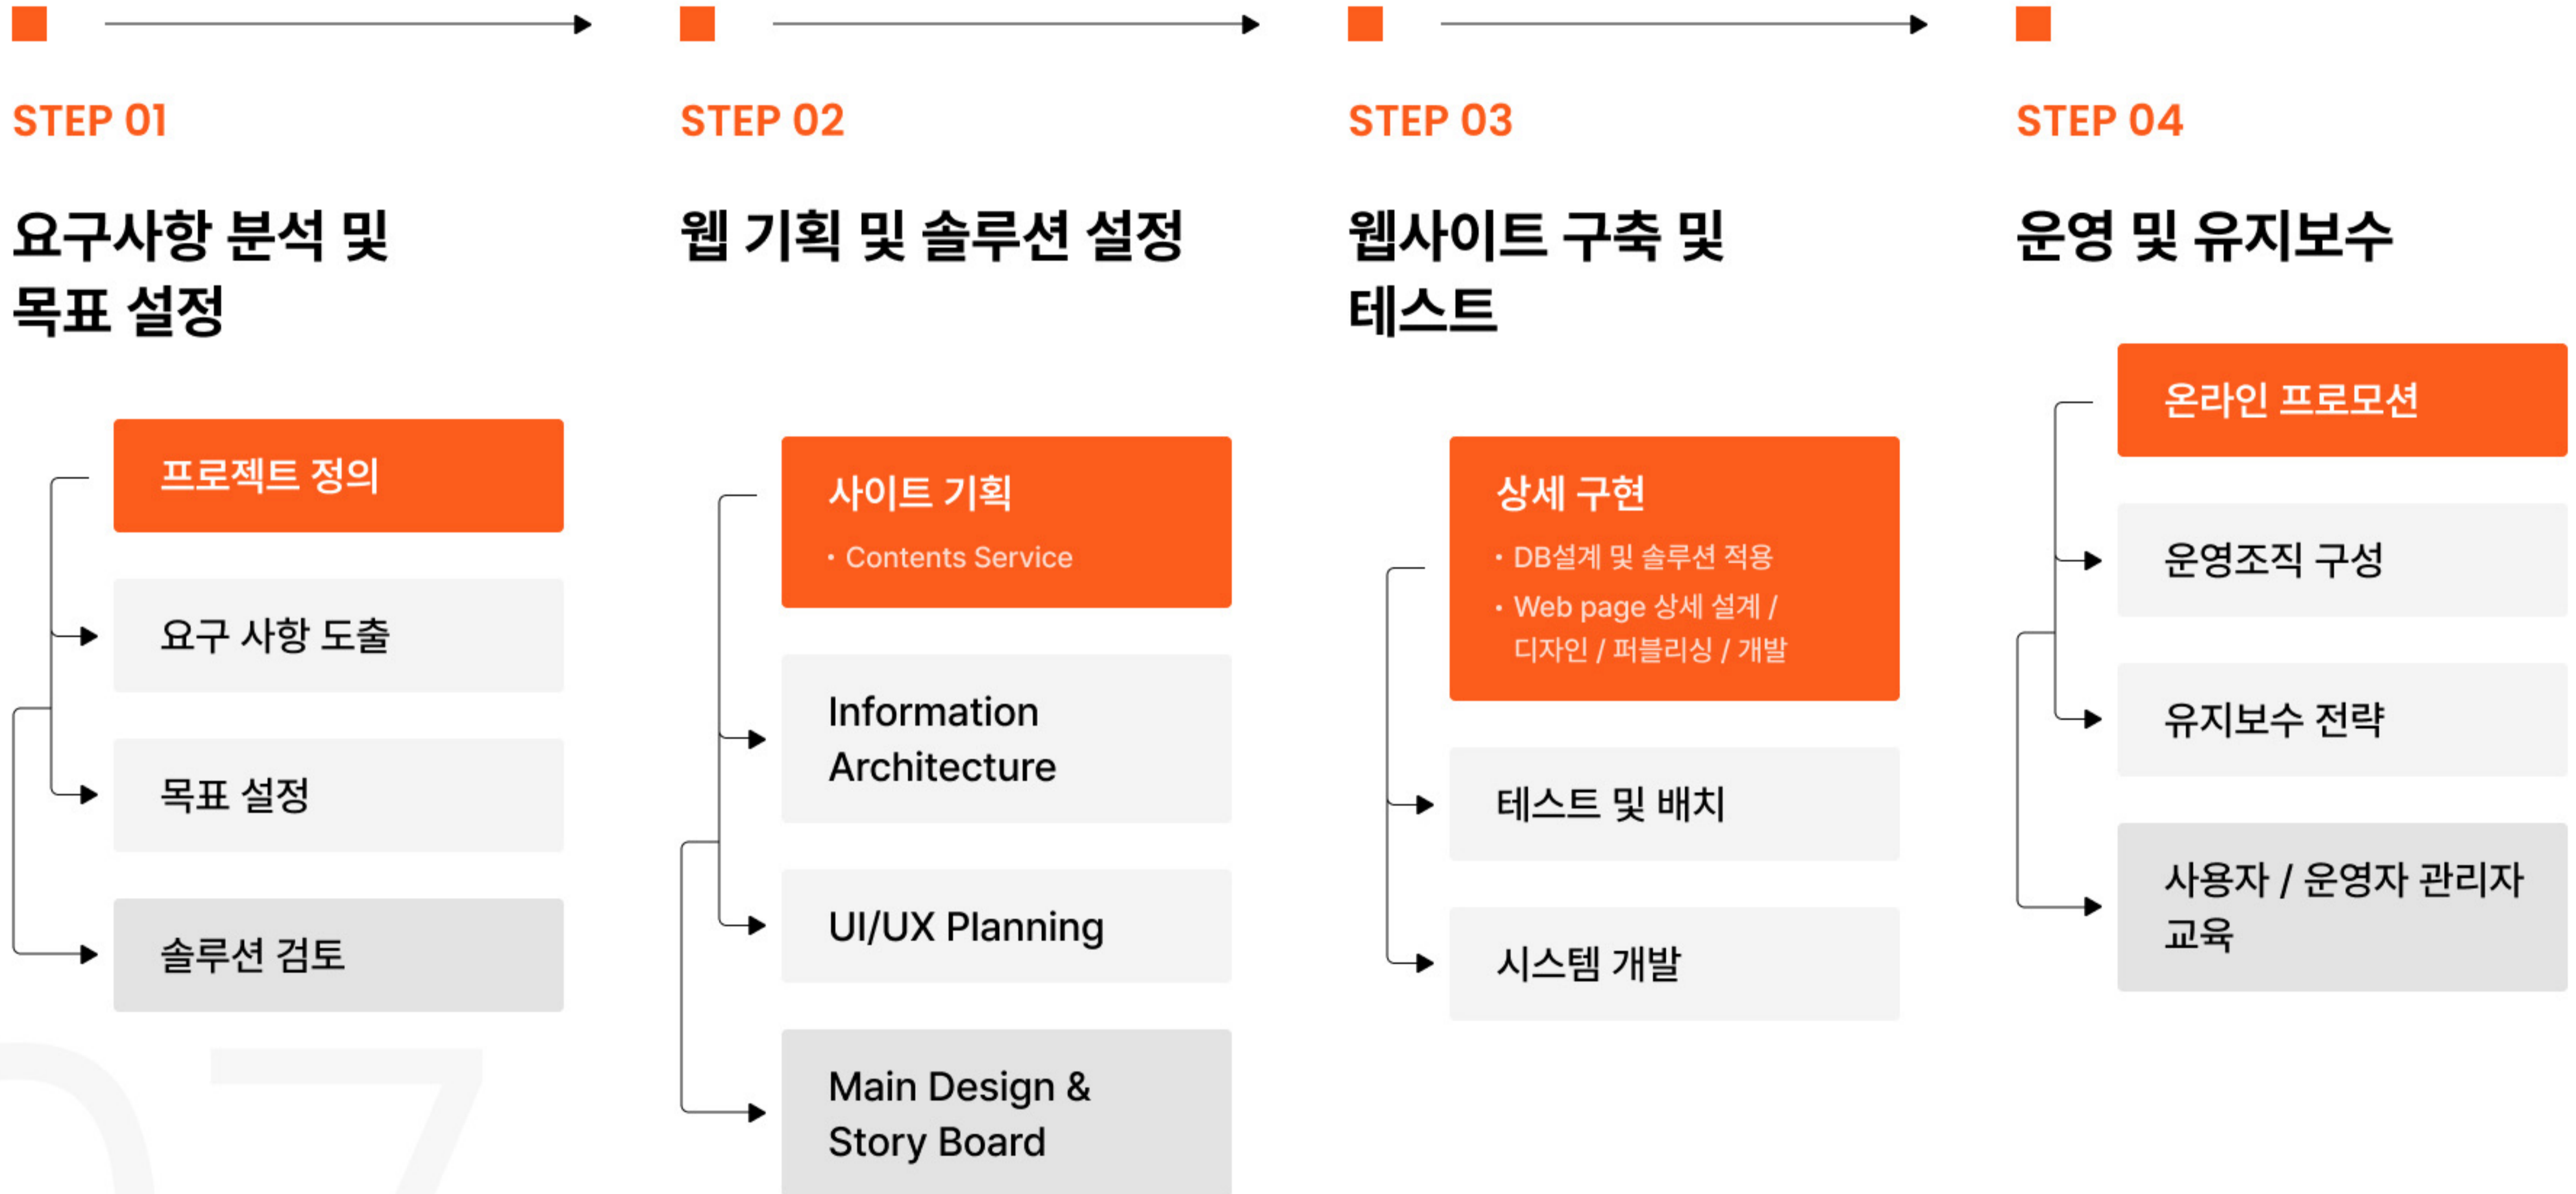 STEP 01
요구사항 분석 및
목표 설정
프로젝트 정의
요구 사항 도출
목표 설정
솔루션 검토
07
STEP 02
웹 기획 및 솔루션 설정
사이트 기획
• Contents Service
Information
Architecture
UI/UX Planning
Main Design &
Story Board
STEP 03
웹사이트 구축 및
테스트
상세 구현
• DB설계 및 솔루션 적용
• Web page 상세 설계 /
디자인 / 퍼블리싱 / 개발
테스트 및 배치
시스템 개발
STEP 04
운영 및 유지보수
온라인 프로모션
운영조직 구성
유지보수 전략
사용자 / 운영자 관리자
교육